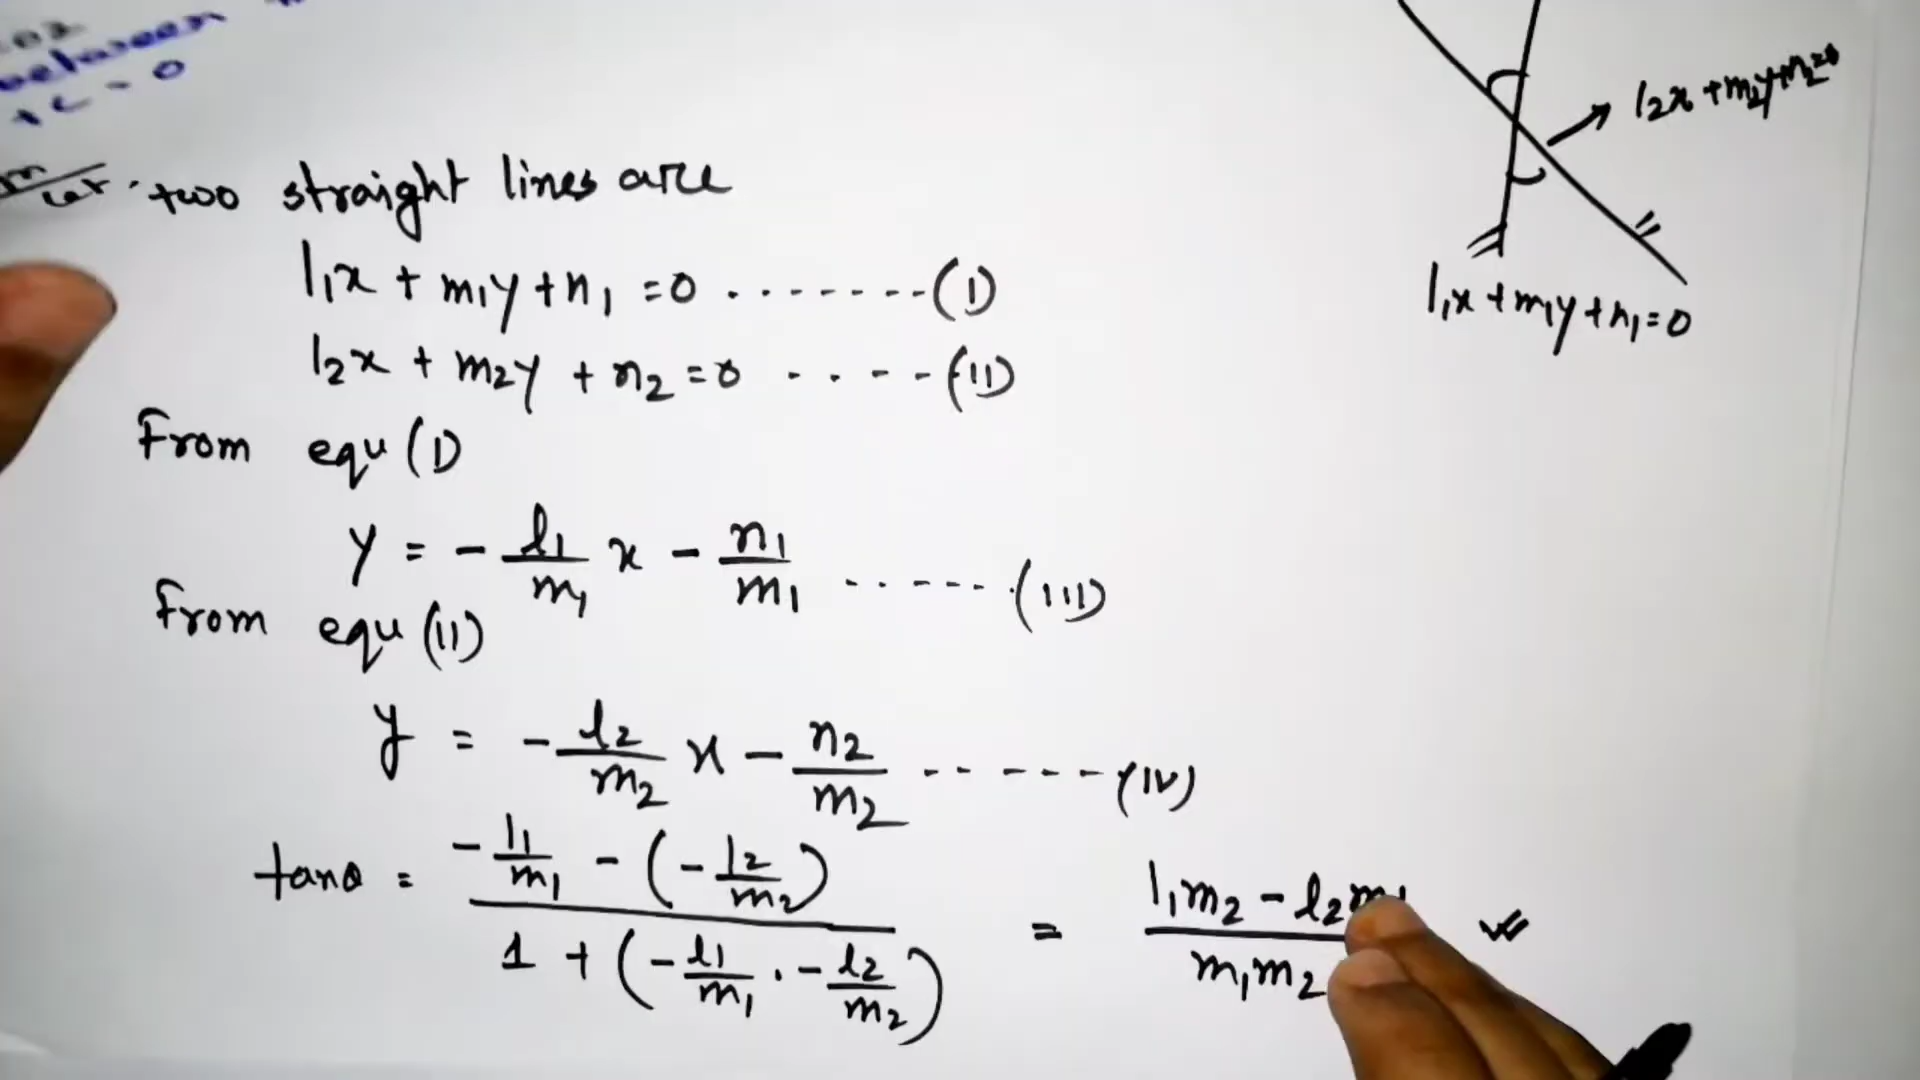 between
+c = 0
two straight lines are
l₁x + m₁y + n₁ = 0 ........(I)
l₂x + m₂y + n₂ = 0 .....(II)
From equ (I)
y = - l₁/m₁ x - n₁/m₁ .......(III)
From equ (II)
y = - l₂/m₂ x - n₂/m₂ .......(IV)
tanθ = (- l₁/m₁ - (- l₂/m₂)) / (1 + (- l₁/m₁ . - l₂/m₂)) = l₁m₂ - l₂m₁ / m₁m₂
l₂x + m₂y + n₂ = 0
l₁x + m₁y + n₁ = 0